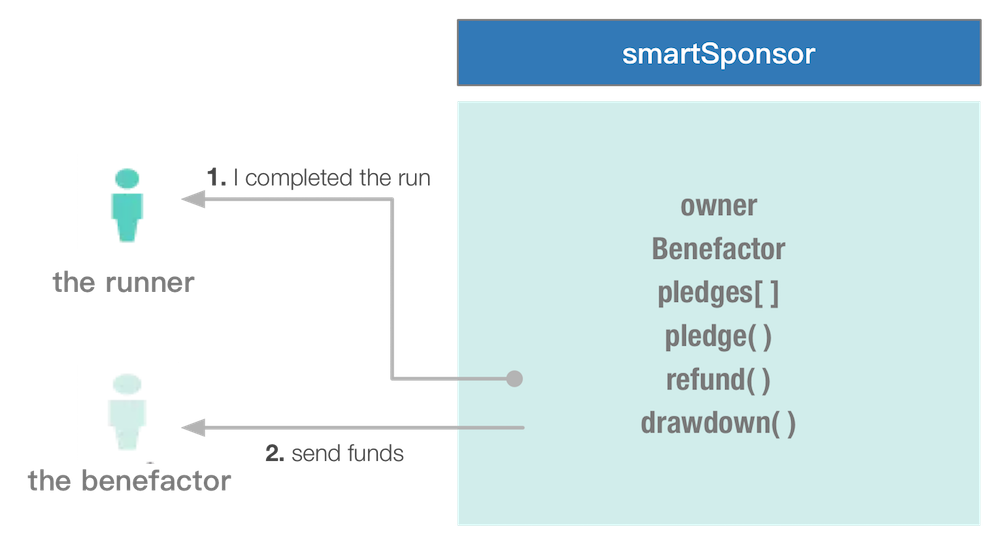 smartSponsor
1. I completed the run
the runner
owner
Benefactor
pledges[ ]
pledge( )
refund( )
drawdown( )
2. send funds
the benefactor